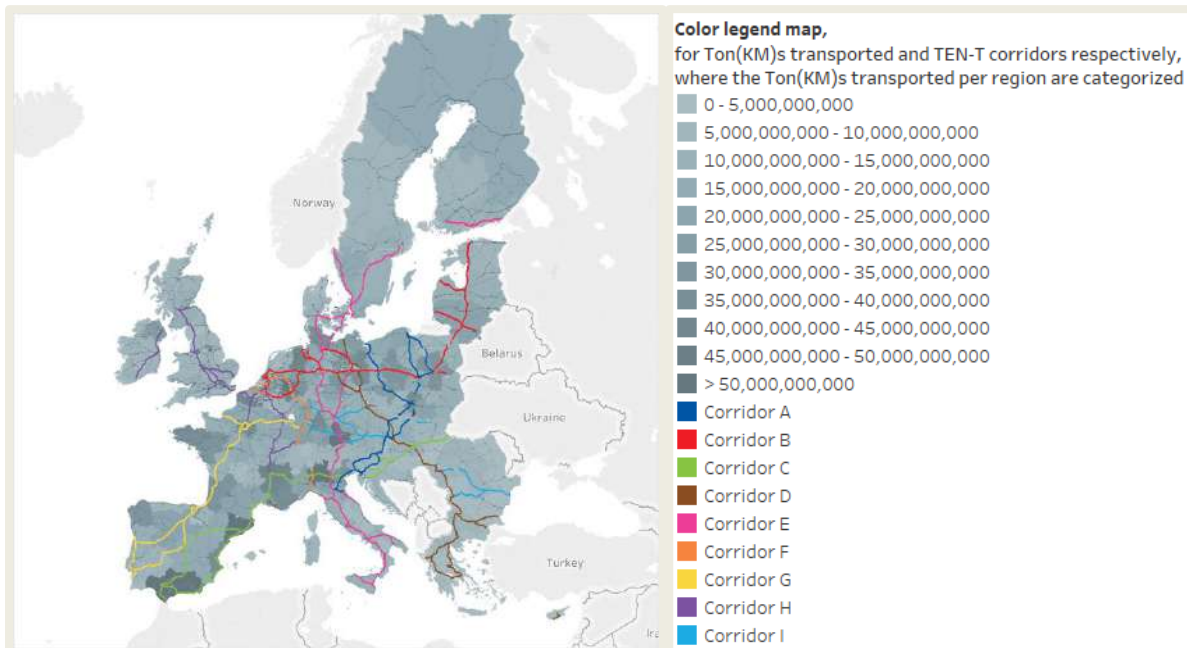 Color legend map,
for Ton(KM)s transported and TEN-T corridors respectively,
where the Ton(KM)s transported per region are categorized
0 - 5,000,000,000
5,000,000,000 - 10,000,000,000
10,000,000,000 - 15,000,000,000
15,000,000,000 - 20,000,000,000
20,000,000,000 - 25,000,000,000
25,000,000,000 - 30,000,000,000
30,000,000,000 - 35,000,000,000
35,000,000,000 - 40,000,000,000
40,000,000,000 - 45,000,000,000
45,000,000,000 - 50,000,000,000
> 50,000,000,000
Corridor A
Corridor B
Corridor C
Corridor D
Corridor E
Corridor F
Corridor G
Corridor H
Corridor I
Norway
Belarus
Ukraine
Turkey